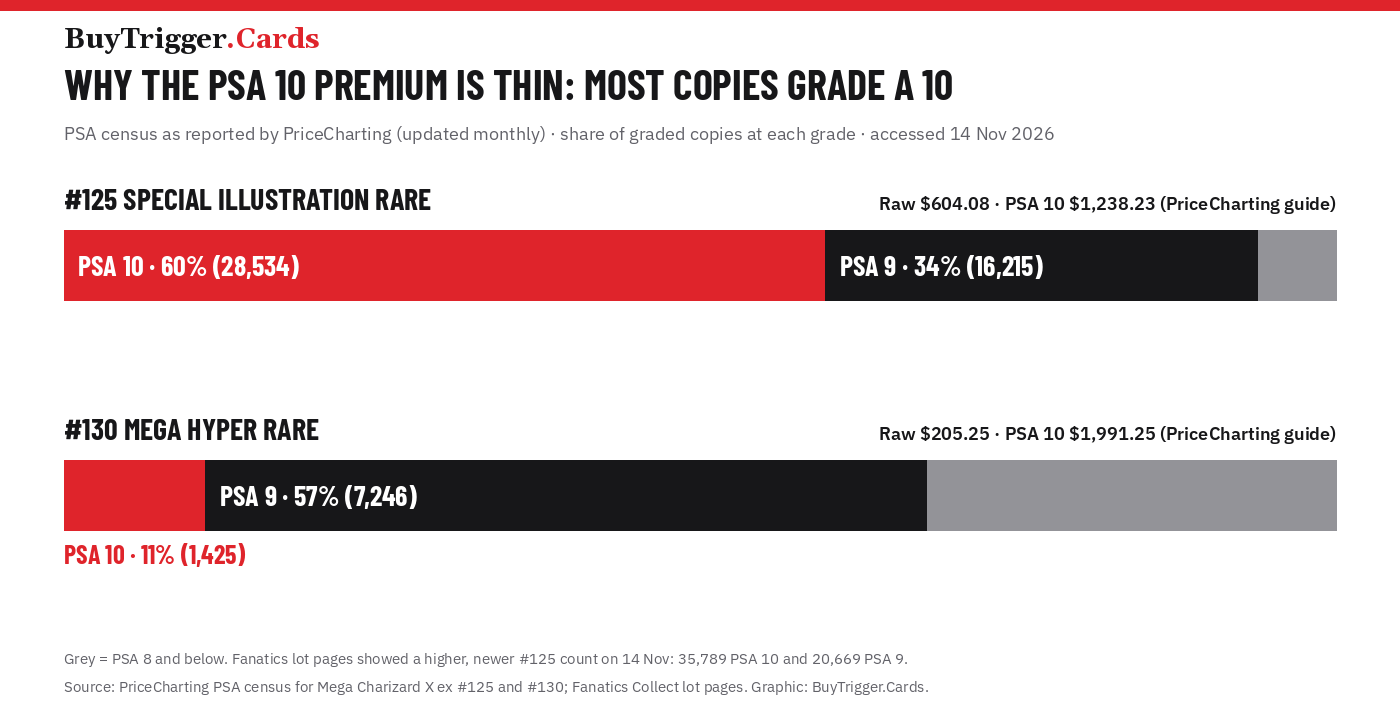 BuyTrigger.Cards
WHY THE PSA 10 PREMIUM IS THIN: MOST COPIES GRADE A 10
PSA census as reported by PriceCharting (updated monthly) · share of graded copies at each grade · accessed 14 Nov 2026
#125 SPECIAL ILLUSTRATION RARE
Raw $604.08 · PSA 10 $1,238.23 (PriceCharting guide)
PSA 10 · 60% (28,534)
PSA 9 · 34% (16,215)
#130 MEGA HYPER RARE
Raw $205.25 · PSA 10 $1,991.25 (PriceCharting guide)
PSA 9 · 57% (7,246)
PSA 10 · 11% (1,425)
Grey = PSA 8 and below. Fanatics lot pages showed a higher, newer #125 count on 14 Nov: 35,789 PSA 10 and 20,669 PSA 9.
Source: PriceCharting PSA census for Mega Charizard X ex #125 and #130; Fanatics Collect lot pages. Graphic: BuyTrigger.Cards.